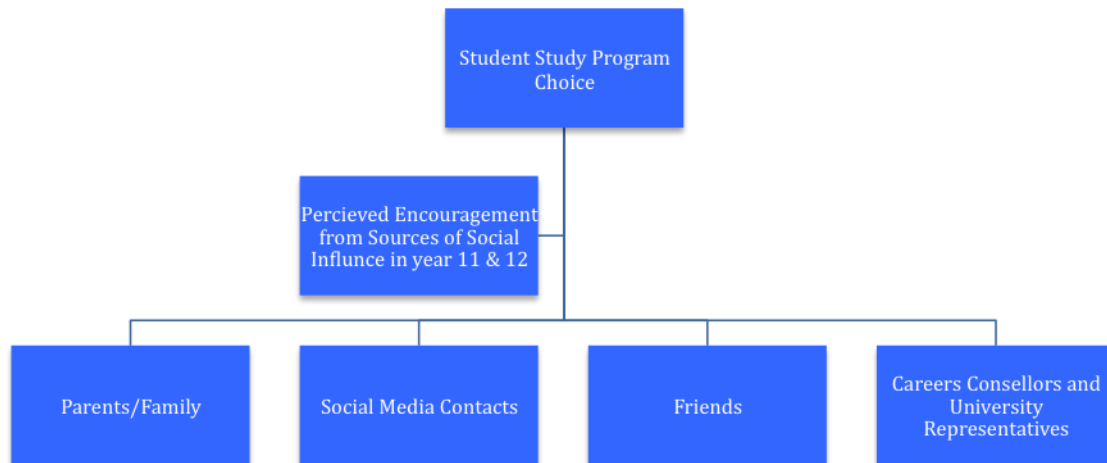 Student Study Program
Choice
Percieved Encouragement
from Sources of Social
Influnce in year 11 & 12
Parents/Family
Social Media Contacts
Friends
Careers Consellors and
University
Representatives